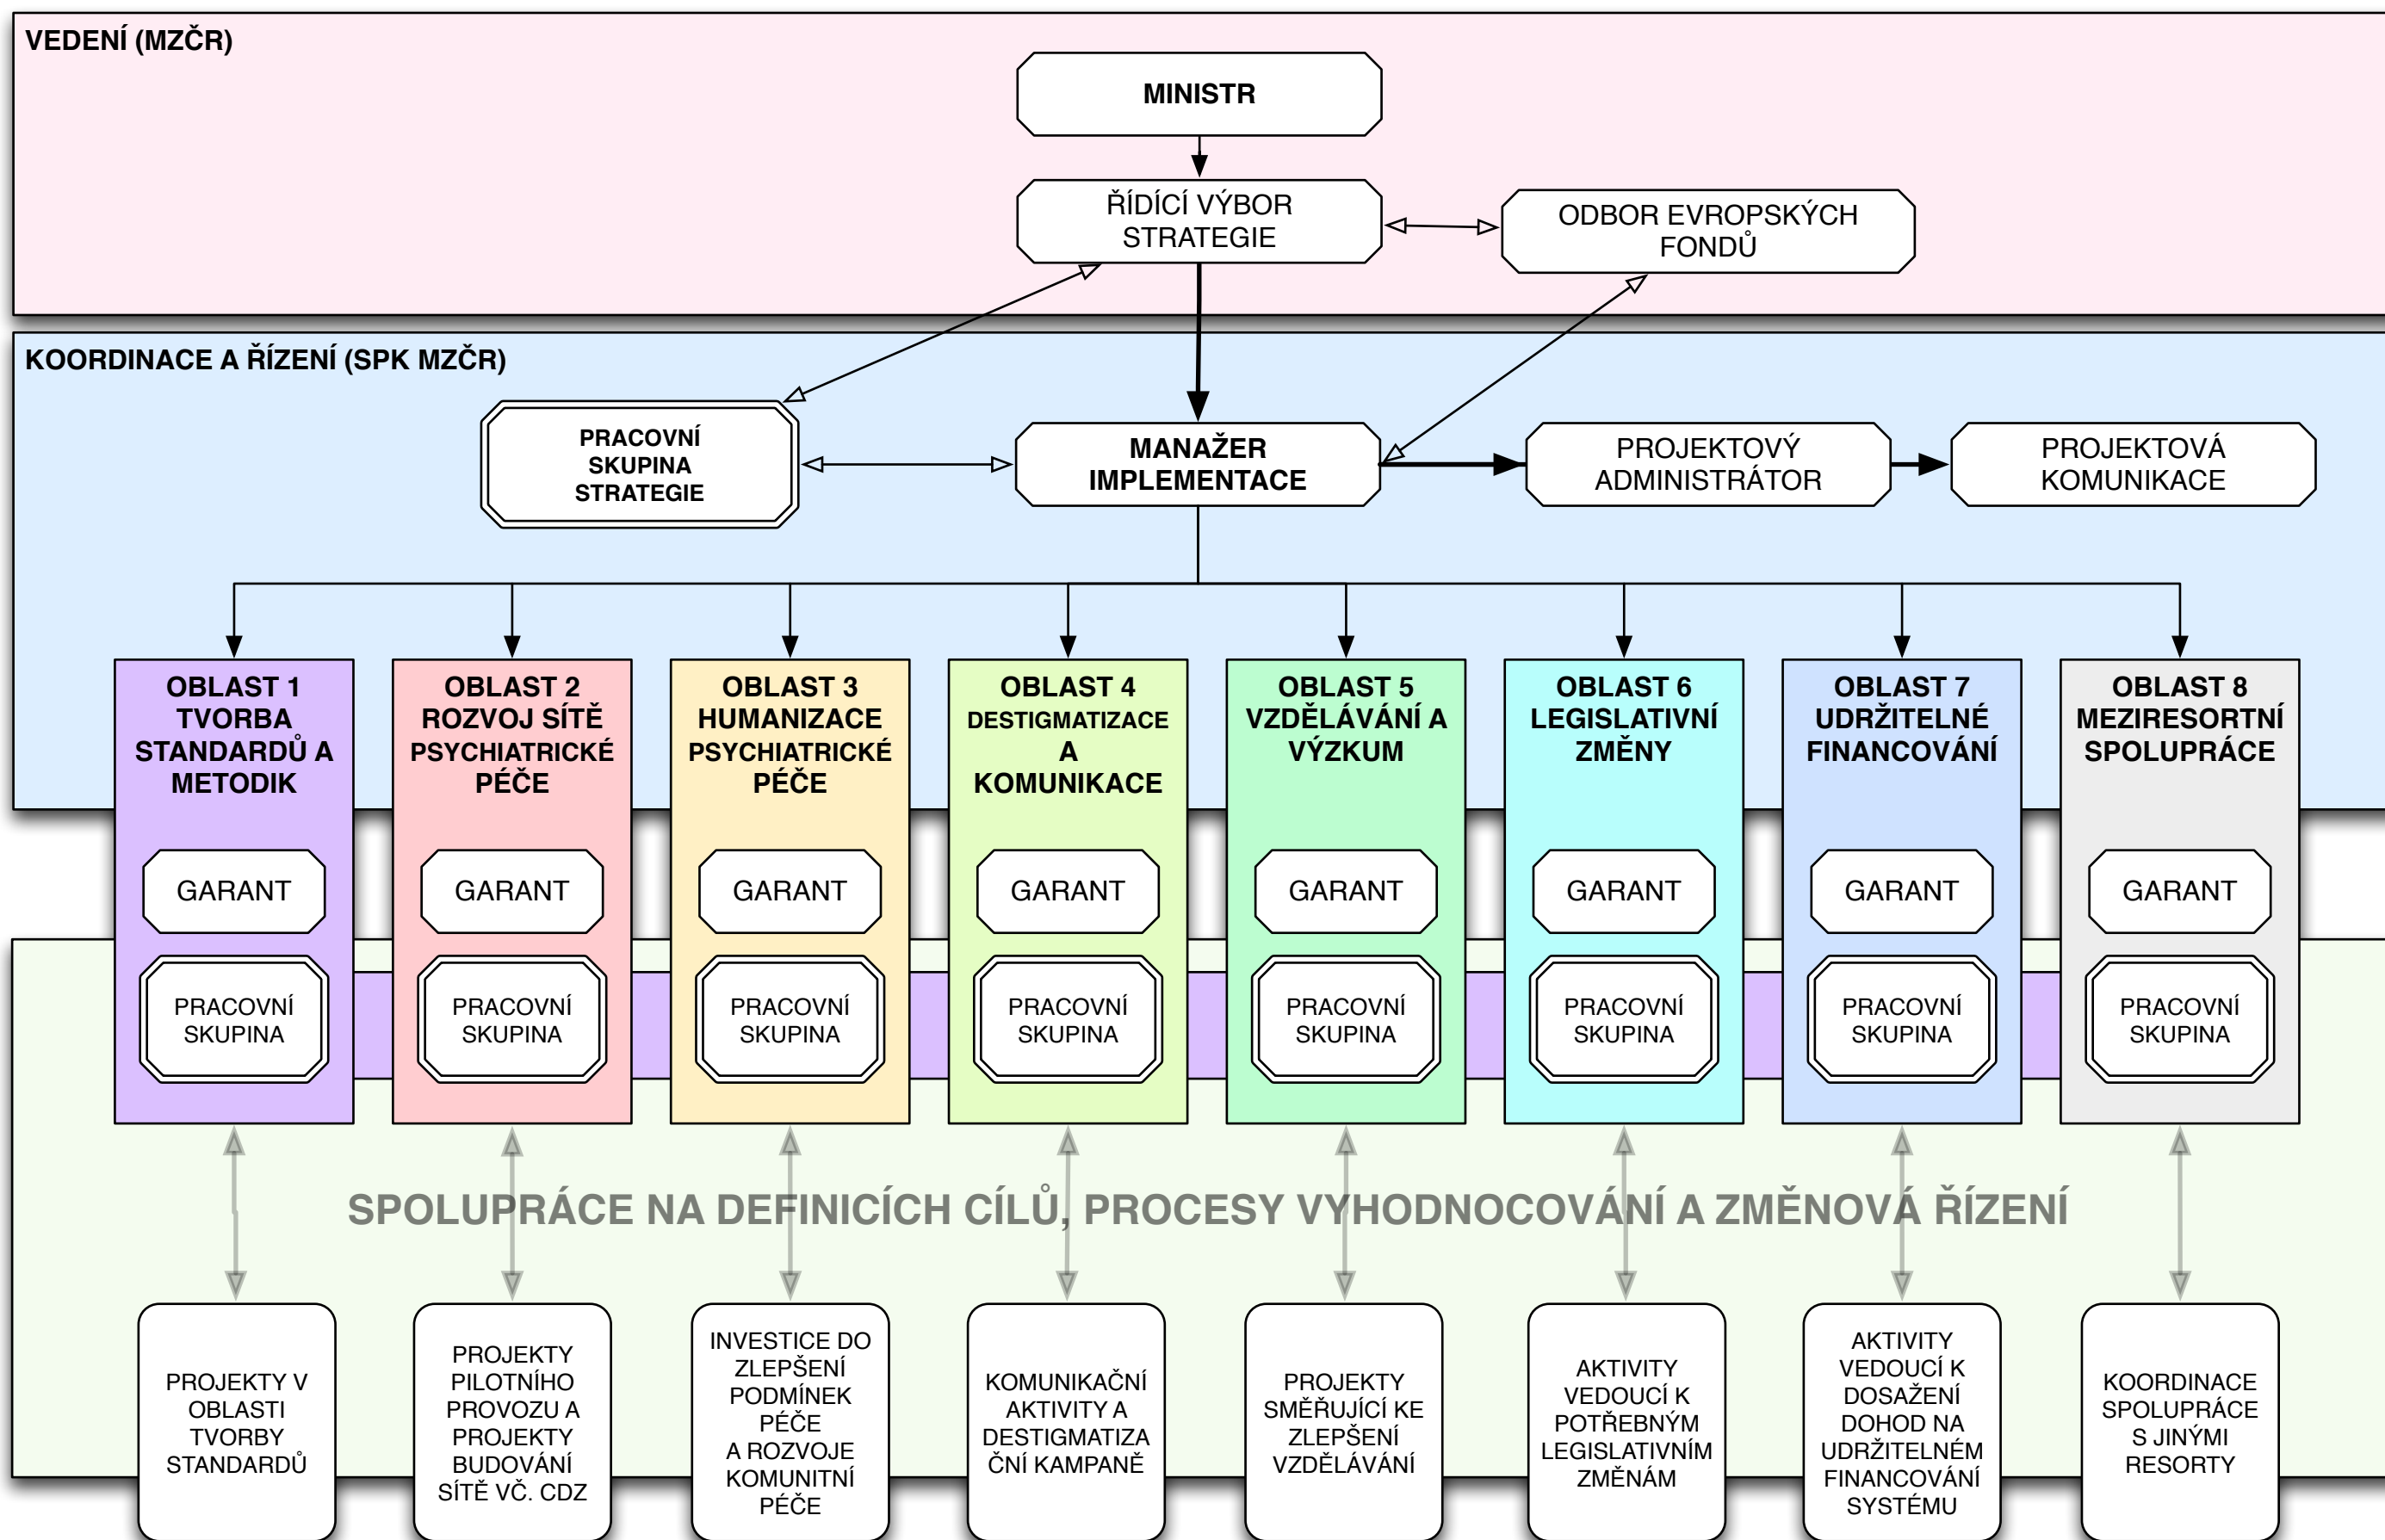 VEDENÍ (MZČR)
MINISTR
ŘÍDÍCÍ VÝBOR
STRATEGIE
ODBOR EVROPSKÝCH
FONDŮ
KOORDINACE A ŘÍZENÍ (SPK MZČR)
PRACOVNÍ
SKUPINA
STRATEGIE
MANAŽER
IMPLEMENTACE
PROJEKTOVÝ
ADMINISTRÁTOR
PROJEKTOVÁ
KOMUNIKACE
OBLAST 1
TVORBA
STANDARDŮ A
METODIK
GARANT
PRACOVNÍ
SKUPINA
OBLAST 2
ROZVOJ SÍTĚ
PSYCHIATRICKÉ
PÉČE
GARANT
PRACOVNÍ
SKUPINA
OBLAST 3
HUMANIZACE
PSYCHIATRICKÉ
PÉČE
GARANT
PRACOVNÍ
SKUPINA
OBLAST 4
DESTIGMATIZACE
A
KOMUNIKACE
GARANT
PRACOVNÍ
SKUPINA
OBLAST 5
VZDĚLÁVÁNÍ A
VÝZKUM
GARANT
PRACOVNÍ
SKUPINA
OBLAST 6
LEGISLATIVNÍ
ZMĚNY
GARANT
PRACOVNÍ
SKUPINA
OBLAST 7
UDRŽITELNÉ
FINANCOVÁNÍ
GARANT
PRACOVNÍ
SKUPINA
OBLAST 8
MEZIRESORTNÍ
SPOLUPRÁCE
GARANT
PRACOVNÍ
SKUPINA
SPOLUPRÁCE NA DEFINICÍCH CÍLŮ, PROCESY VYHODNOCOVÁNÍ A ZMĚNOVÁ ŘÍZENÍ
PROJEKTY V
OBLASTI
TVORBY
STANDARDŮ
PROJEKTY
PILOTNÍHO
PROVOZU A
PROJEKTY
BUDOVÁNÍ
SÍTĚ VČ. CDZ
INVESTICE DO
ZLEPŠENÍ
PODMÍNEK
PÉČE
A ROZVOJE
KOMUNITNÍ
PÉČE
KOMUNIKAČNÍ
AKTIVITY A
DESTIGMATIZA
ČNÍ KAMPANĚ
PROJEKTY
SMĚŘUJÍCÍ KE
ZLEPŠENÍ
VZDĚLÁVÁNÍ
AKTIVITY
VEDOUCÍ K
POTŘEBNÝM
LEGISLATIVNÍM
ZMĚNÁM
AKTIVITY
VEDOUCÍ K
DOSAŽENÍ
DOHOD NA
UDRŽITELNÉM
FINANCOVÁNÍ
SYSTÉMU
KOORDINACE
SPOLUPRÁCE
S JINÝMI
RESORTY